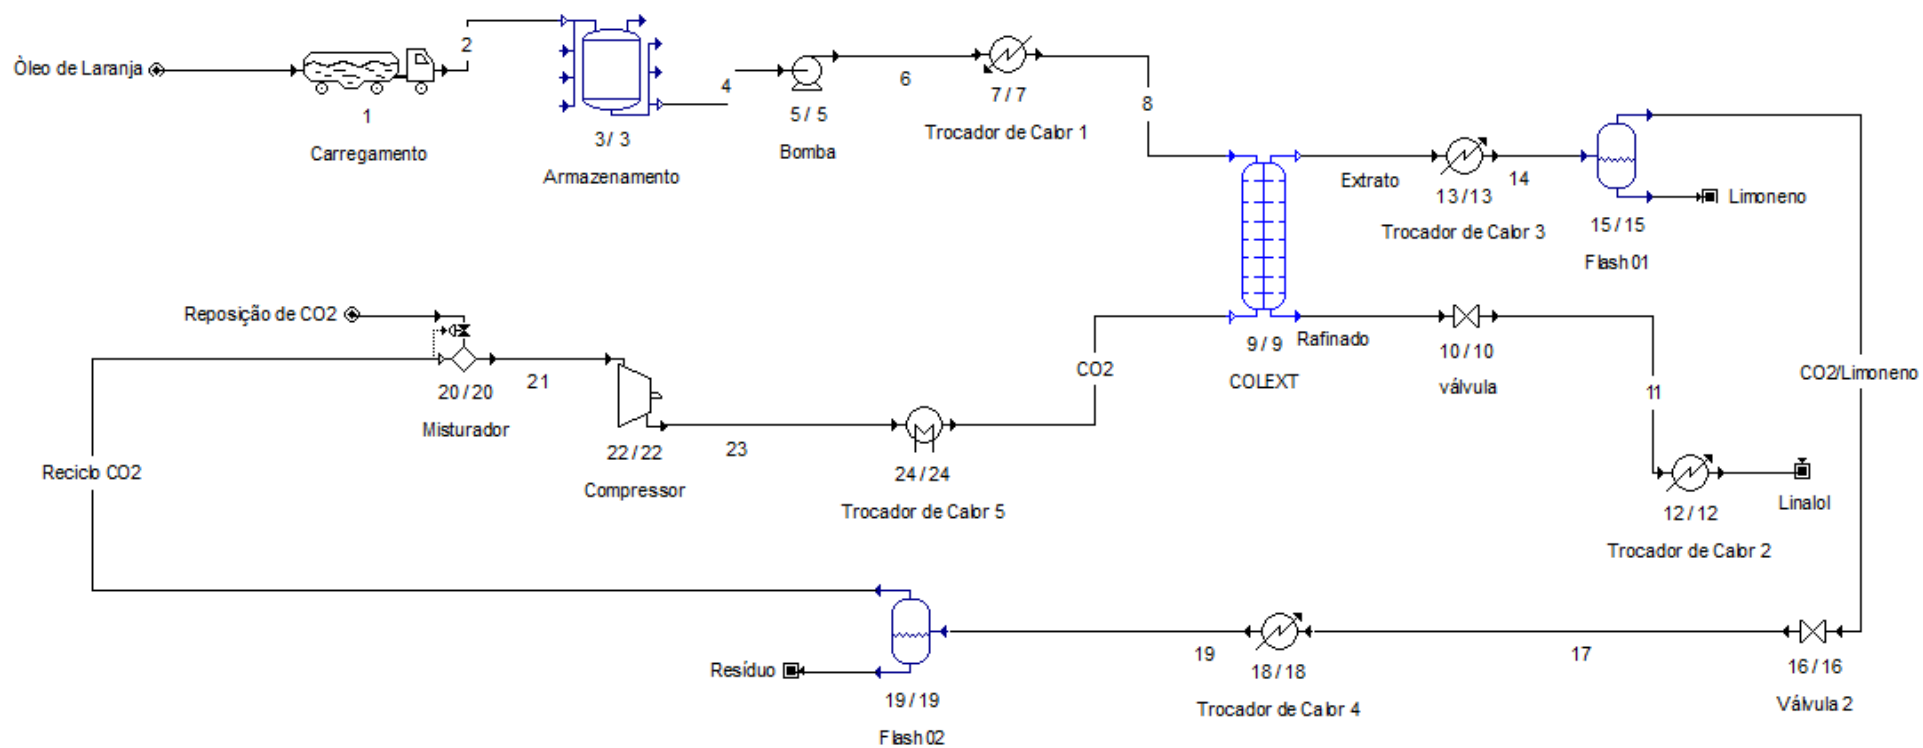 Òleo de Laranja
1
Carregamento
2
3 / 3
Armazenamento
4
5 / 5
Bomba
6
7 / 7
Trocador de Calor 1
8
Extrato
13 / 13
Trocador de Calor 3
14
15 / 15
Flash 01
Limoneno
9 / 9
COLEXT
Rafinado
10 / 10
válvula
11
CO2/Limoneno
12 / 12
Trocador de Calor 2
Linalol
Reposição de CO2
20 / 20
Misturador
21
22 / 22
Compressor
23
24 / 24
Trocador de Calor 5
CO2
Reciclo CO2
Resíduo
19 / 19
Flash 02
19
18 / 18
Trocador de Calor 4
17
16 / 16
Válvula 2